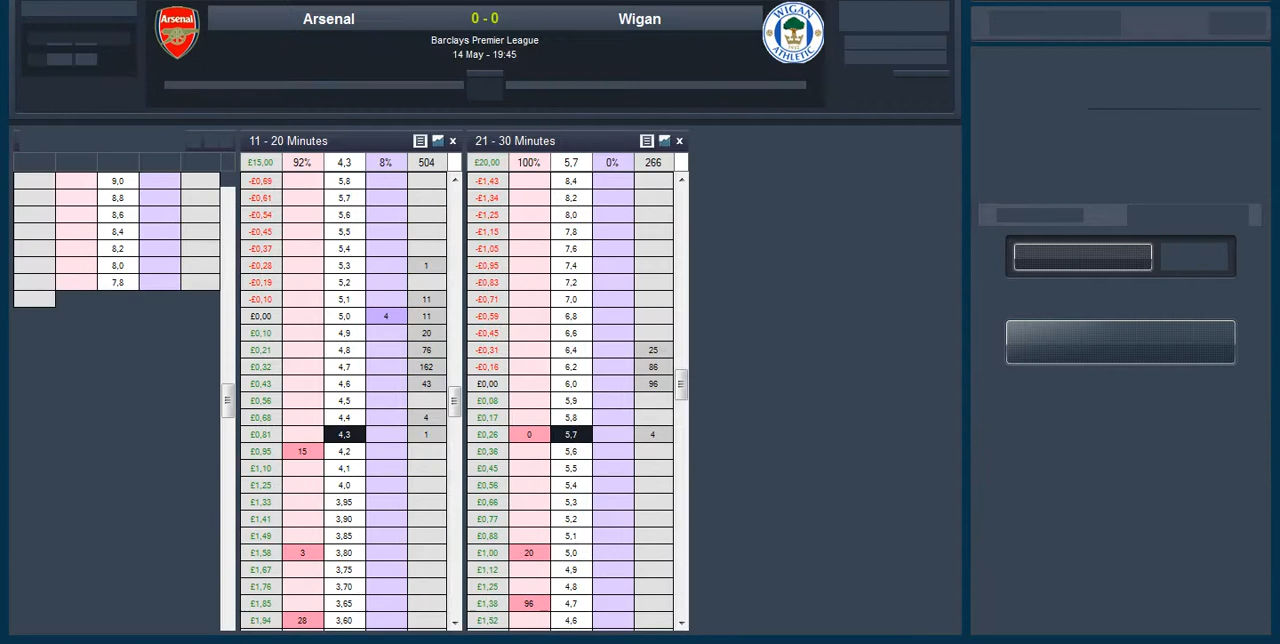 Arsenal 0 - 0 Wigan
Barclays Premier League
14 May - 19:45
Arsenal
WIGAN
ATHLETIC
9,0
8,8
8,6
8,4
8,2
8,0
7,8
11 - 20 Minutes x
£15,00 92% 4,3 8% 504
-£0,69 5,8
-£0,61 5,7
-£0,54 5,6
-£0,45 5,5
-£0,37 5,4
-£0,28 5,3 1
-£0,19 5,2
-£0,10 5,1 11
£0,00 5,0 4 11
£0,10 4,9 20
£0,21 4,8 76
£0,32 4,7 162
£0,43 4,6 43
£0,56 4,5
£0,68 4,4 4
£0,81 4,3 1
£0,95 15 4,2
£1,10 4,1
£1,25 4,0
£1,33 3,95
£1,41 3,90
£1,49 3,85
£1,58 3 3,80
£1,67 3,75
£1,76 3,70
£1,85 3,65
£1,94 28 3,60
21 - 30 Minutes x
£20,00 100% 5,7 0% 266
-£1,43 8,4
-£1,34 8,2
-£1,25 8,0
-£1,15 7,8
-£1,05 7,6
-£0,95 7,4
-£0,83 7,2
-£0,71 7,0
-£0,59 6,8
-£0,45 6,6
-£0,31 6,4 25
-£0,16 6,2 86
£0,00 6,0 96
£0,08 5,9
£0,17 5,8
£0,26 0 5,7 4
£0,36 5,6
£0,45 5,5
£0,56 5,4
£0,66 5,3
£0,77 5,2
£0,88 5,1
£1,00 20 5,0
£1,12 4,9
£1,25 4,8
£1,38 96 4,7
£1,52 4,6